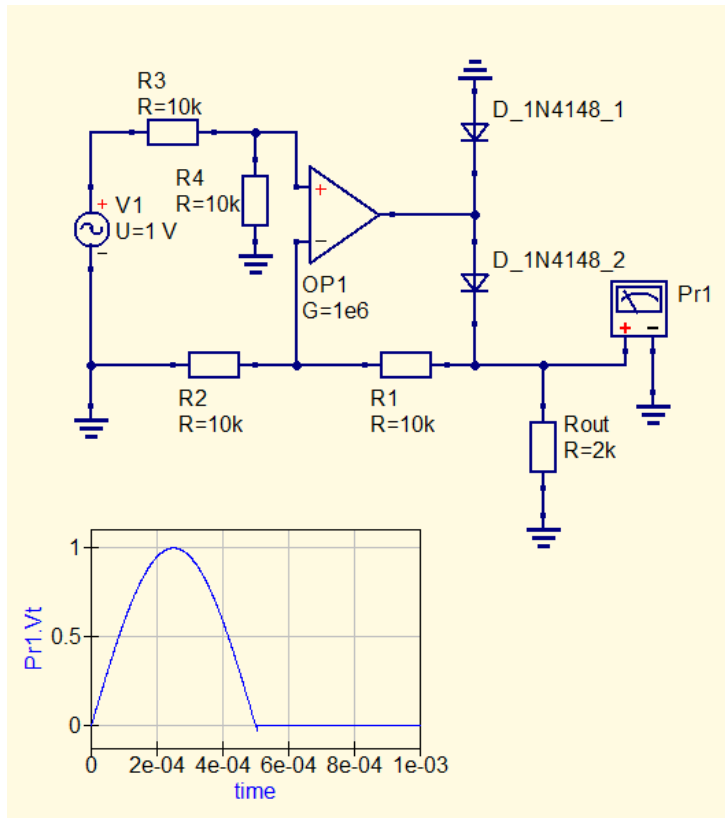 R3
R=10k
D_1N4148_1
R4
R=10k
+
V1
U=1 V
−
+
−
OP1
G=1e6
D_1N4148_2
Pr1
+ −
R2
R=10k
R1
R=10k
Rout
R=2k
1
0.5
0
Pr1.Vt
0 2e-04 4e-04 6e-04 8e-04 1e-03
time